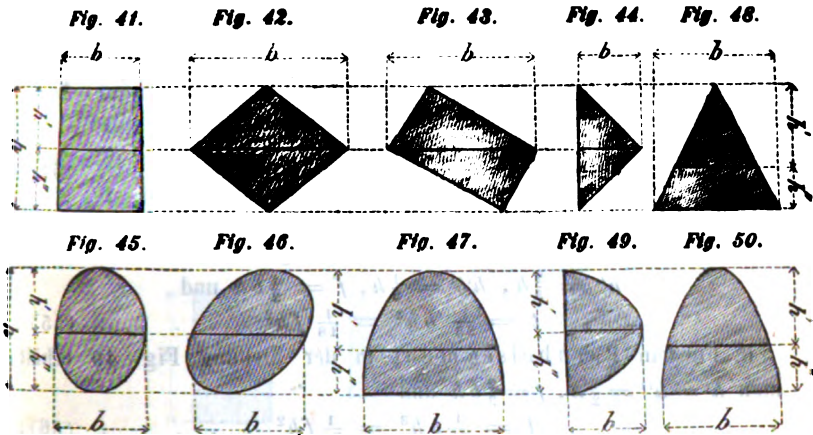 Fig. 41. Fig. 42. Fig. 43. Fig. 44. Fig. 48.
b b b b b
h h' h" h' h"
Fig. 45. Fig. 46. Fig. 47. Fig. 49. Fig. 50.
h h' h" h' h" h' h" h' h"
b b b b b